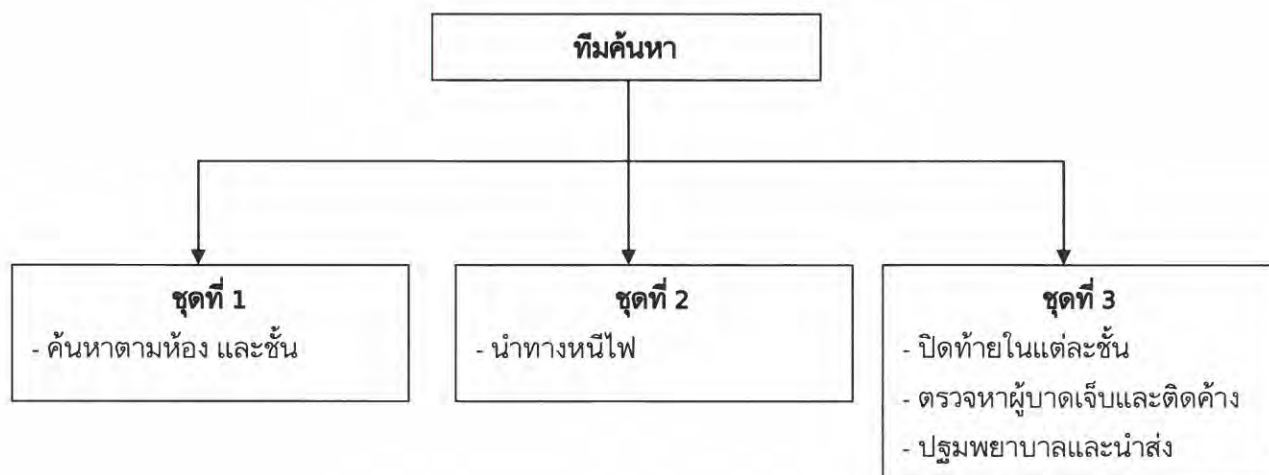 ทีมค้นหา
ชุดที่ 1
- ค้นหาตามห้อง และชั้น
ชุดที่ 2
- นำทางหนีไฟ
ชุดที่ 3
- ปิดท้ายในแต่ละชั้น
- ตรวจหาผู้บาดเจ็บและติดค้าง
- ปฐมพยาบาลและนำส่ง